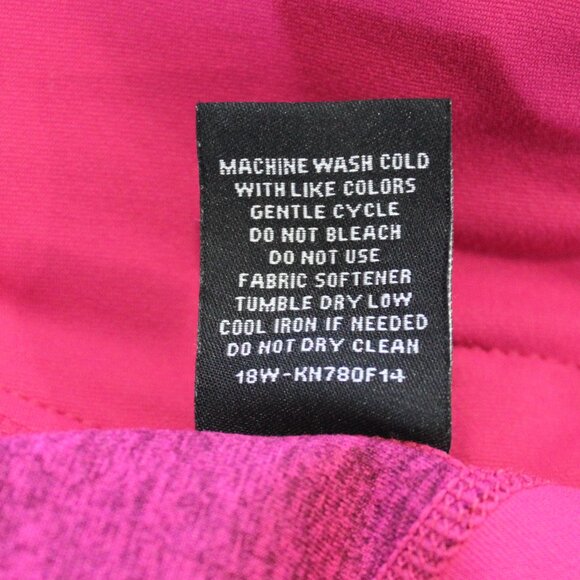 MACHINE WASH COLD
WITH LIKE COLORS
GENTLE CYCLE
DO NOT BLEACH
DO NOT USE
FABRIC SOFTENER
TUMBLE DRY LOW
COOL IRON IF NEEDED
DO NOT DRY CLEAN
18W-KN780F14